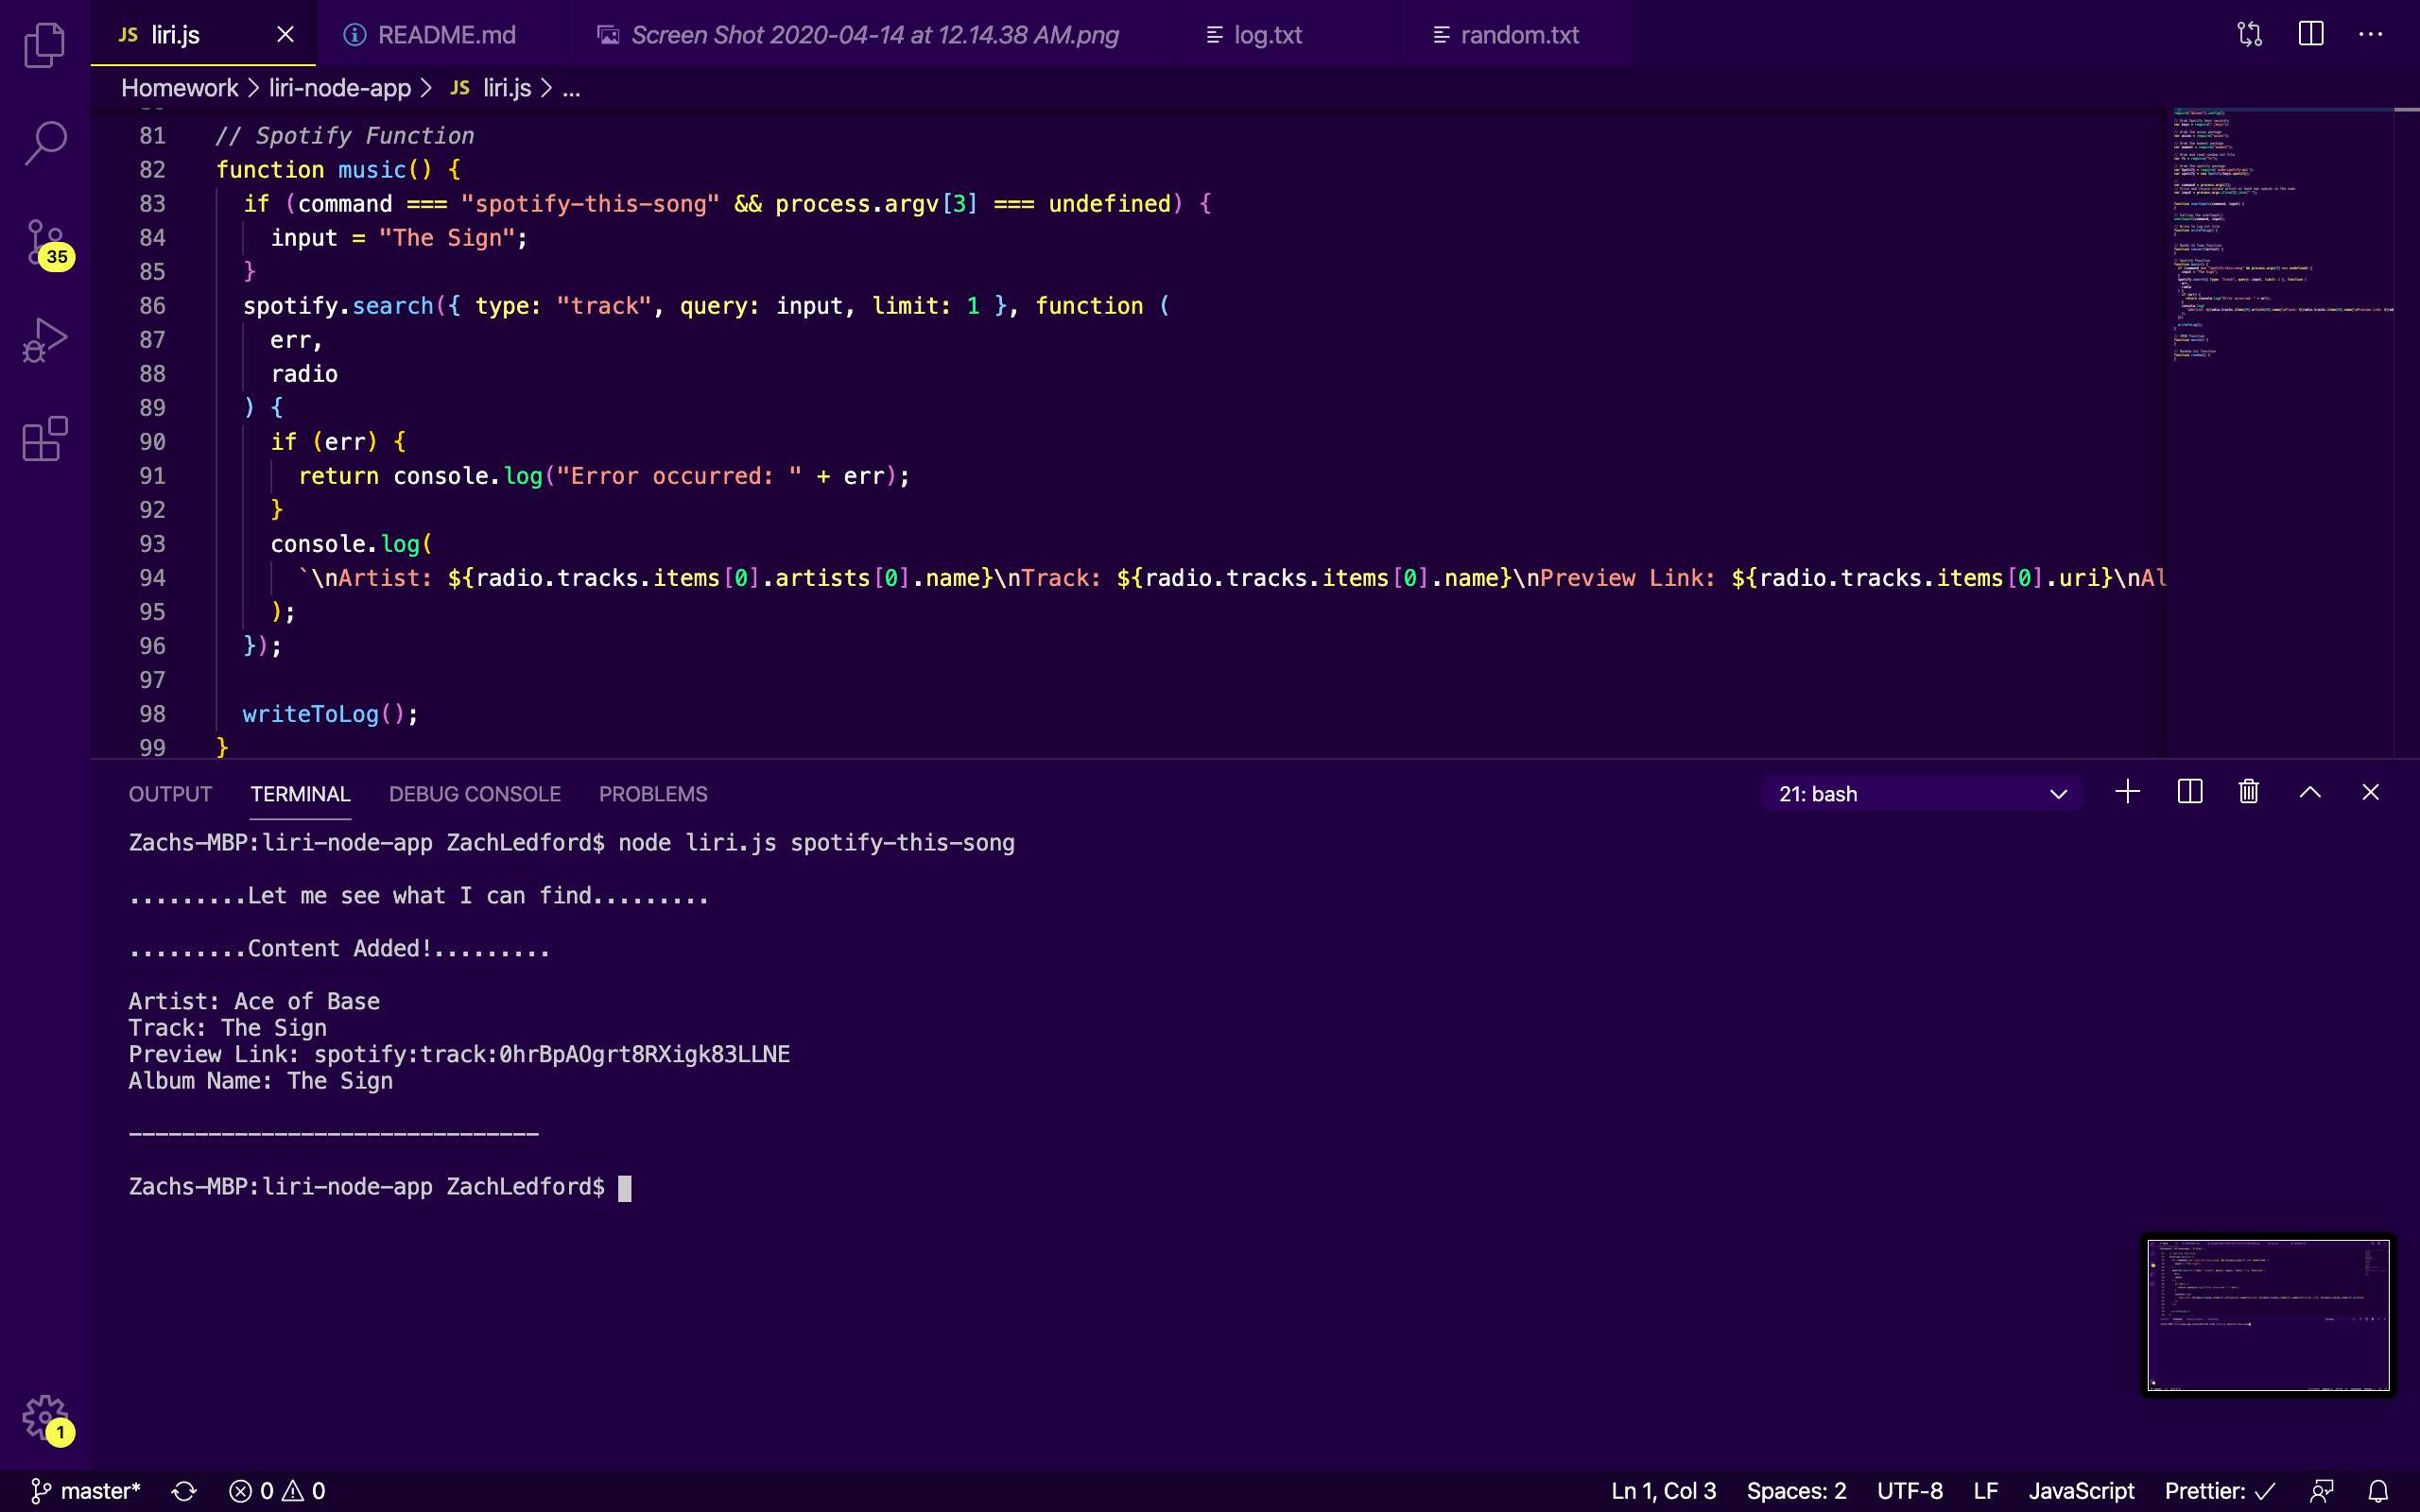 JS liri.js
README.md
Screen Shot 2020-04-14 at 12.14.38 AM.png
log.txt
random.txt
Homework > liri-node-app > JS liri.js > ...
81 // Spotify Function
82 function music() {
83 if (command === "spotify-this-song" && process.argv[3] === undefined) {
84 input = "The Sign";
85 }
86 spotify.search({ type: "track", query: input, limit: 1 }, function (
87 err,
88 radio
89 ) {
90 if (err) {
91 return console.log("Error occurred: " + err);
92 }
93 console.log(
94 `\nArtist: ${radio.tracks.items[0].artists[0].name}\nTrack: ${radio.tracks.items[0].name}\nPreview Link: ${radio.tracks.items[0].uri}\nAl
95 );
96 });
97
98 writeToLog();
99 }
35
OUTPUT TERMINAL DEBUG CONSOLE PROBLEMS
21: bash
Zachs-MBP:liri-node-app ZachLedford$ node liri.js spotify-this-song
.........Let me see what I can find.........
.........Content Added!.........
Artist: Ace of Base
Track: The Sign
Preview Link: spotify:track:0hrBpAOgrt8RXigk83LLNE
Album Name: The Sign
-------------------------------
Zachs-MBP:liri-node-app ZachLedford$
1
master* 0 0
Ln 1, Col 3 Spaces: 2 UTF-8 LF JavaScript Prettier: ✓